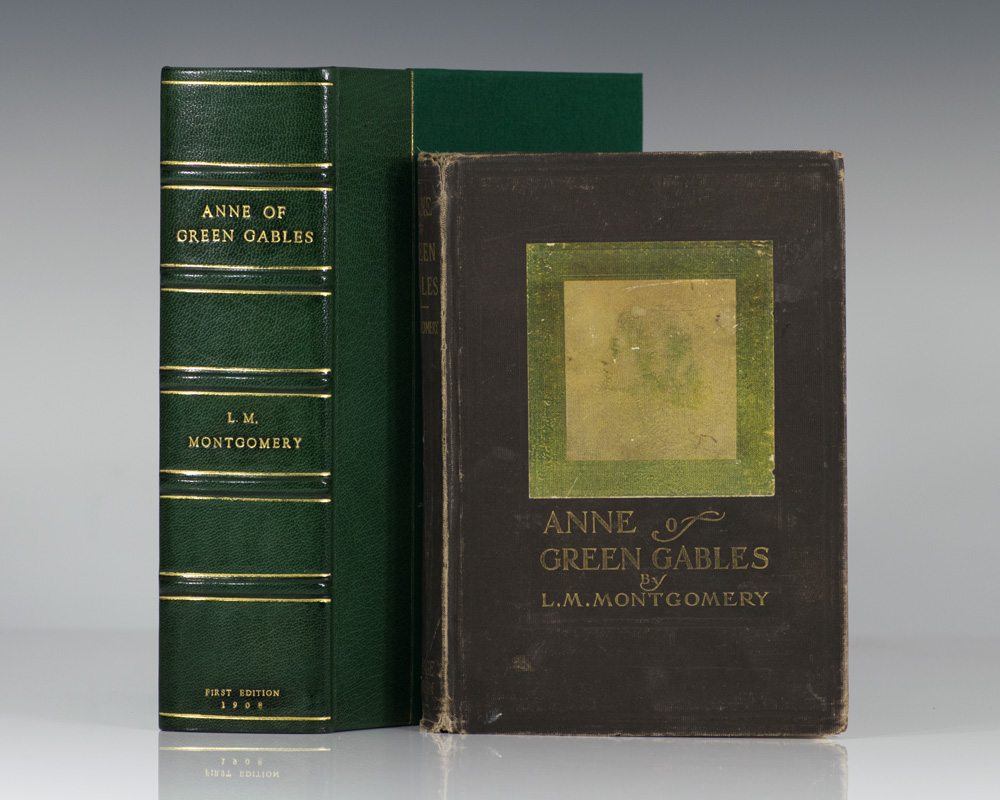 ANNE OF
GREEN GABLES
L. M.
MONTGOMERY
FIRST EDITION
1908
ANNE of
GREEN GABLES
By
L.M.MONTGOMERY